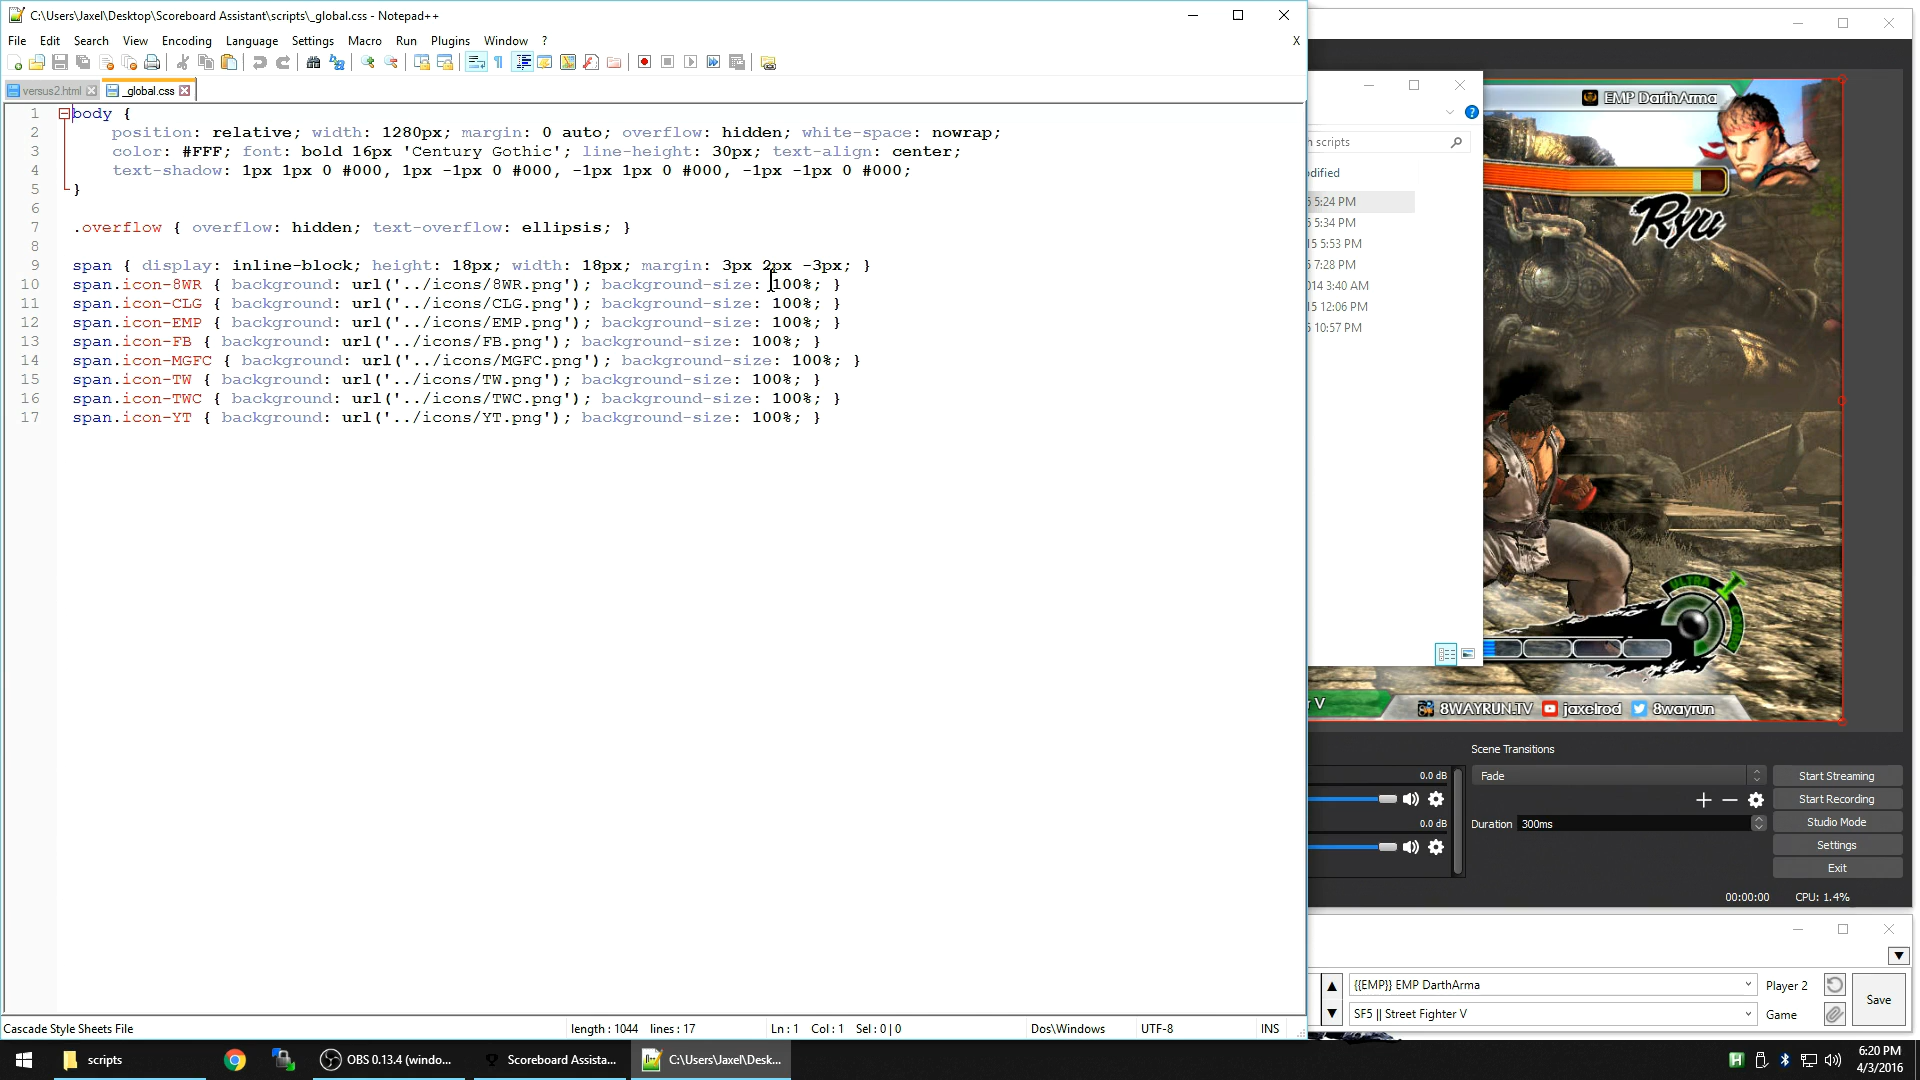 C:\Users\Jaxel\Desktop\Scoreboard Assistant\scripts\_global.css - Notepad++
File Edit Search View Encoding Language Settings Macro Run Plugins Window ? X
versus2.html _global.css
1 body {
2 position: relative; width: 1280px; margin: 0 auto; overflow: hidden; white-space: nowrap;
3 color: #FFF; font: bold 16px 'Century Gothic'; line-height: 30px; text-align: center;
4 text-shadow: 1px 1px 0 #000, 1px -1px 0 #000, -1px 1px 0 #000, -1px -1px 0 #000;
5 }
6
7 .overflow { overflow: hidden; text-overflow: ellipsis; }
8
9 span { display: inline-block; height: 18px; width: 18px; margin: 3px 2px -3px; }
10 span.icon-8WR { background: url('../icons/8WR.png'); background-size: 100%; }
11 span.icon-CLG { background: url('../icons/CLG.png'); background-size: 100%; }
12 span.icon-EMP { background: url('../icons/EMP.png'); background-size: 100%; }
13 span.icon-FB { background: url('../icons/FB.png'); background-size: 100%; }
14 span.icon-MGFC { background: url('../icons/MGFC.png'); background-size: 100%; }
15 span.icon-TW { background: url('../icons/TW.png'); background-size: 100%; }
16 span.icon-TWC { background: url('../icons/TWC.png'); background-size: 100%; }
17 span.icon-YT { background: url('../icons/YT.png'); background-size: 100%; }
Cascade Style Sheets File length : 1044 lines : 17 Ln : 1 Col : 1 Sel : 0 | 0 Dos\Windows UTF-8 INS
scripts
5:24 PM
5:34 PM
15 5:53 PM
7:28 PM
014 3:40 AM
15 12:06 PM
10:57 PM
EMP DarthArma
Ryu
ULTRA COMBO
V
8WAYRUN.TV jaxelrod 8wayrun
Scene Transitions
0.0 dB
Fade
Start Streaming
Start Recording
0.0 dB
Duration 300ms
Studio Mode
Settings
Exit
00:00:00 CPU: 1.4%
{{EMP}} EMP DarthArma Player 2
SF5 || Street Fighter V Game
Save
scripts
OBS 0.13.4 (windo...
Scoreboard Assista...
C:\Users\Jaxel\Desk...
6:20 PM
4/3/2016